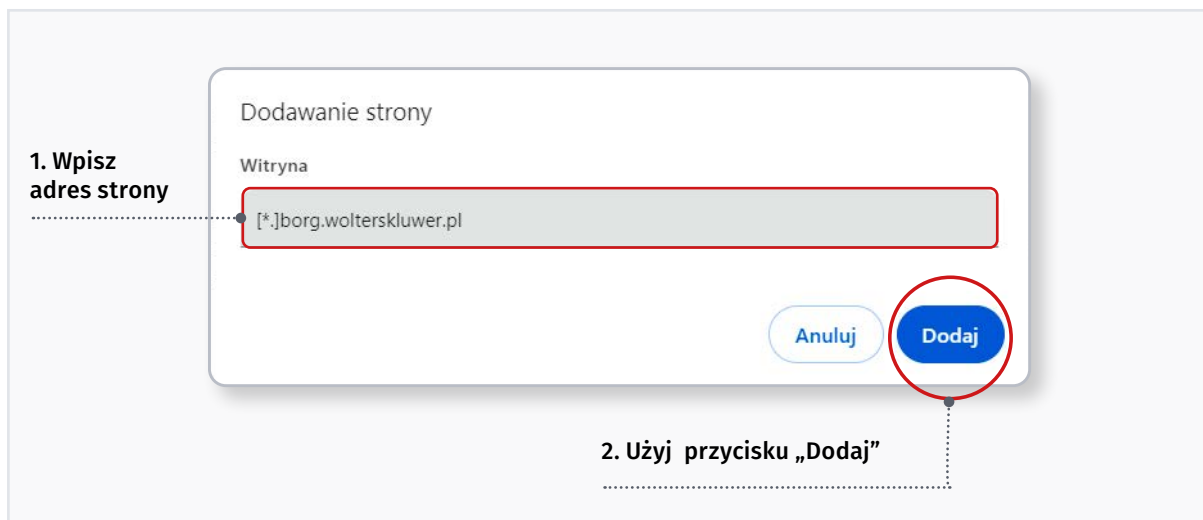 Dodawanie strony
1. Wpisz
adres strony
Witryna
[*.]borg.wolterskluwer.pl
Anuluj
Dodaj
2. Użyj  przycisku „Dodaj”